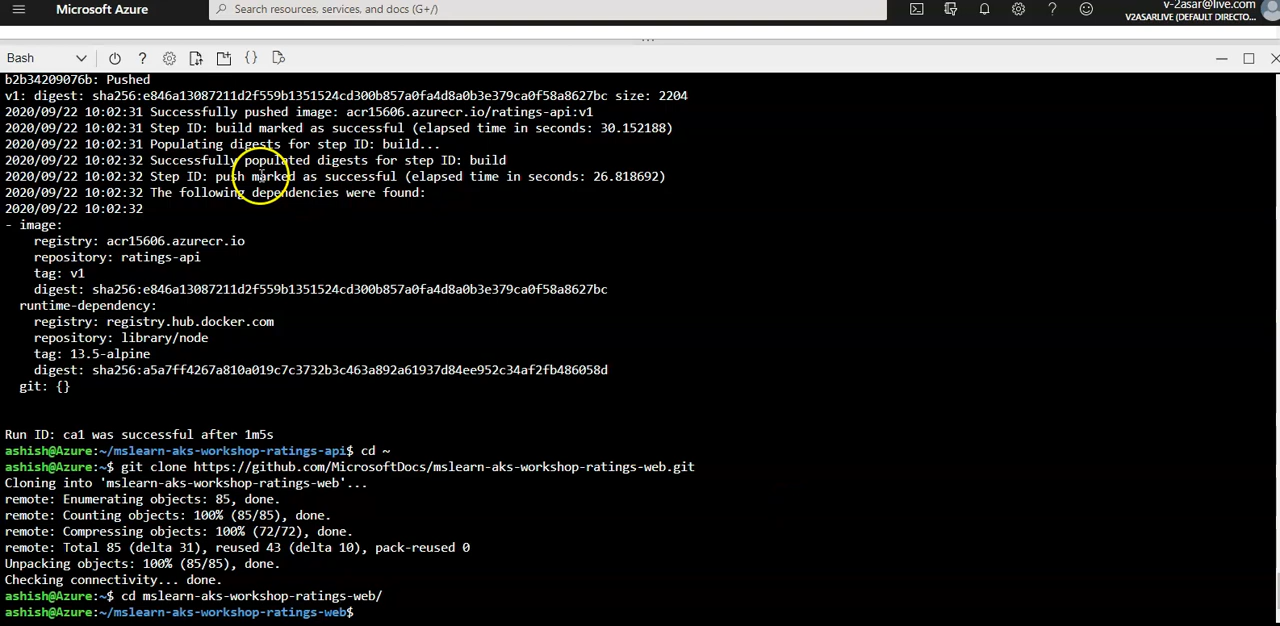 Microsoft Azure
Search resources, services, and docs (G+/)
v-2asar@live.com
V2ASARLIVE (DEFAULT DIRECTO...
Bash
b2b34209076b: Pushed
v1: digest: sha256:e846a13087211d2f559b1351524cd300b857a0fa4d8a0b3e379ca0f58a8627bc size: 2204
2020/09/22 10:02:31 Successfully pushed image: acr15606.azurecr.io/ratings-api:v1
2020/09/22 10:02:31 Step ID: build marked as successful (elapsed time in seconds: 30.152188)
2020/09/22 10:02:31 Populating digests for step ID: build...
2020/09/22 10:02:32 Successfully populated digests for step ID: build
2020/09/22 10:02:32 Step ID: push marked as successful (elapsed time in seconds: 26.818692)
2020/09/22 10:02:32 The following dependencies were found:
2020/09/22 10:02:32
- image:
registry: acr15606.azurecr.io
repository: ratings-api
tag: v1
digest: sha256:e846a13087211d2f559b1351524cd300b857a0fa4d8a0b3e379ca0f58a8627bc
runtime-dependency:
registry: registry.hub.docker.com
repository: library/node
tag: 13.5-alpine
digest: sha256:a5a7ff4267a810a019c7c3732b3c463a892a61937d84ee952c34af2fb486058d
git: {}
Run ID: ca1 was successful after 1m5s
ashish@Azure:~/mslearn-aks-workshop-ratings-api$ cd ~
ashish@Azure:~$ git clone https://github.com/MicrosoftDocs/mslearn-aks-workshop-ratings-web.git
Cloning into 'mslearn-aks-workshop-ratings-web'...
remote: Enumerating objects: 85, done.
remote: Counting objects: 100% (85/85), done.
remote: Compressing objects: 100% (72/72), done.
remote: Total 85 (delta 31), reused 43 (delta 10), pack-reused 0
Unpacking objects: 100% (85/85), done.
Checking connectivity... done.
ashish@Azure:~$ cd mslearn-aks-workshop-ratings-web/
ashish@Azure:~/mslearn-aks-workshop-ratings-web$